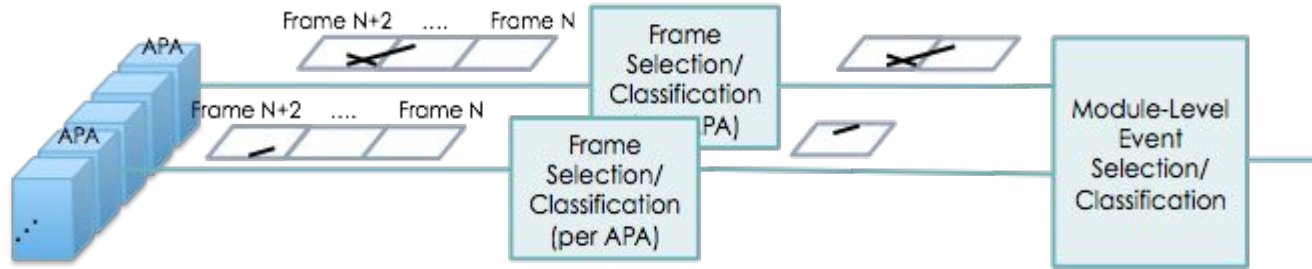 APA
Frame N+2 .... Frame N
Frame
Selection/
Classification
PA)
APA
Frame N+2 .... Frame N
Frame
Selection/
Classification
(per APA)
Module-Level
Event
Selection/
Classification